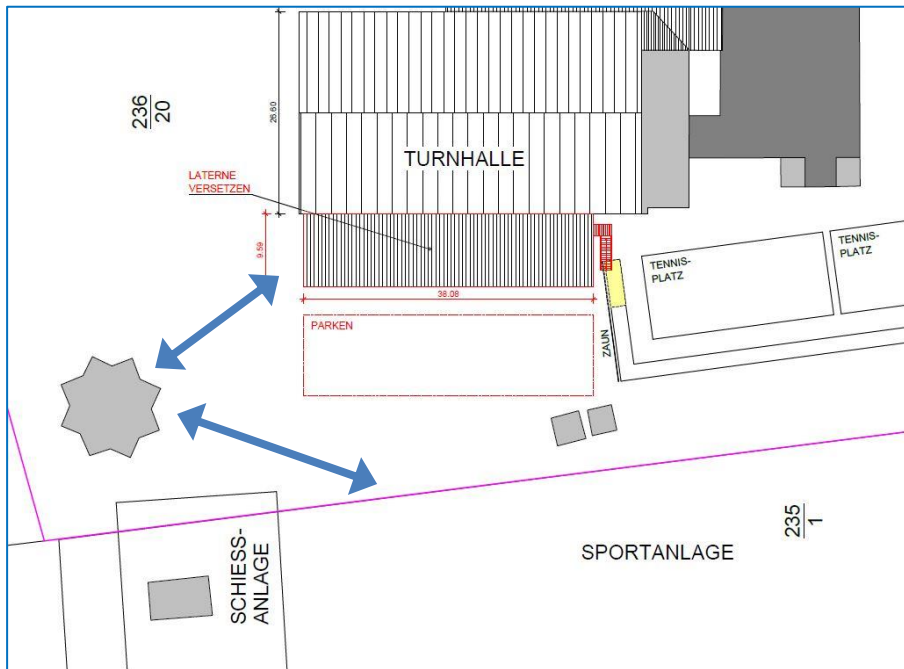 236
20
26.60
TURNHALLE
LATERNE
VERSETZEN
9.59
38.08
PARKEN
ZAUN
TENNIS-
PLATZ
TENNIS-
PLATZ
SCHIESS-
ANLAGE
SPORTANLAGE
235
1